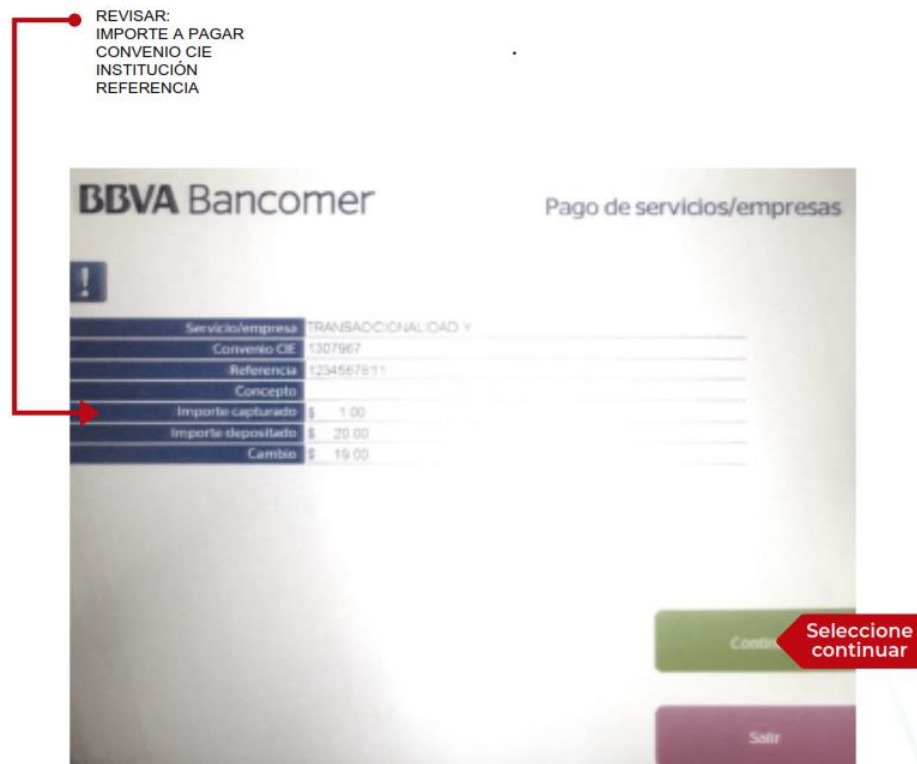 REVISAR:
IMPORTE A PAGAR
CONVENIO CIE
INSTITUCIÓN
REFERENCIA
BBVA Bancomer
Pago de servicios/empresas
!
Servicio/empresa TRANSACCIONALIDAD Y
Convenio CIE 1307967
Referencia 1234567811
Concepto
Importe capturado $ 1 00
Importe depositado $ 20 00
Cambio $ 19 00
Seleccione
continuar
Salir